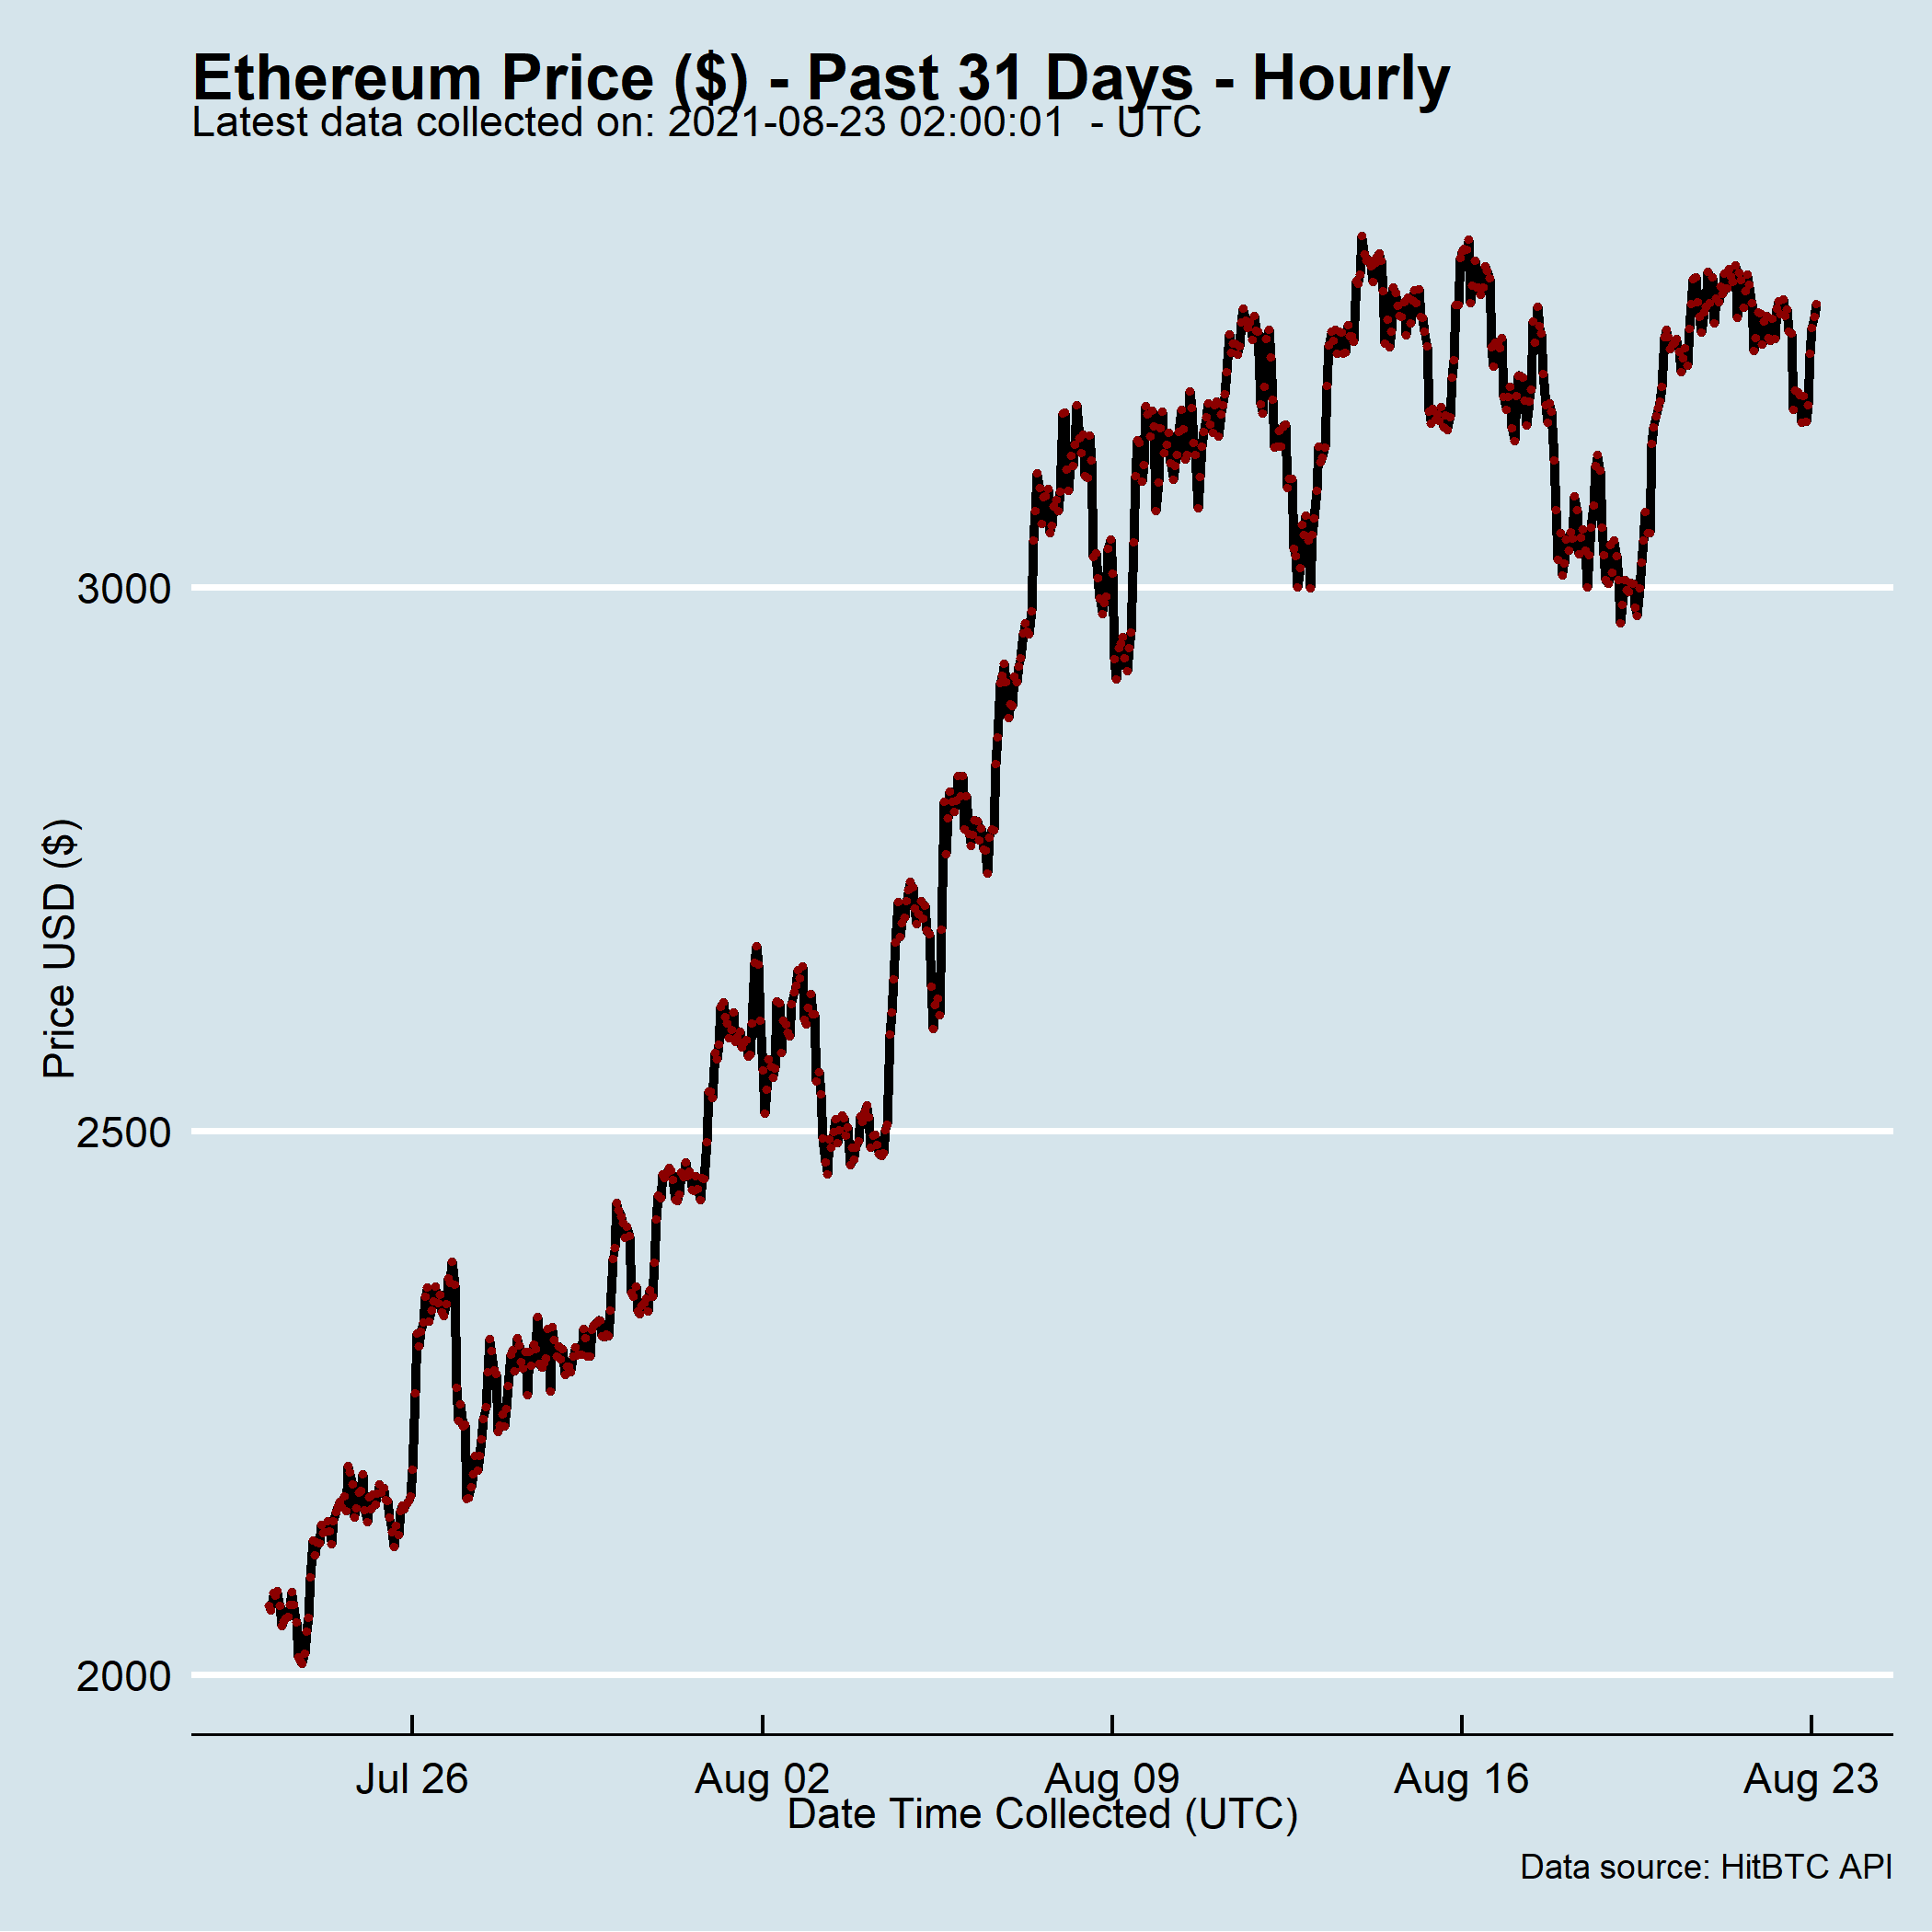 Ethereum Price ($) - Past 31 Days - Hourly
Latest data collected on: 2021-08-23 02:00:01  - UTC
Price USD ($)
3000
2500
2000
Jul 26 Aug 02 Aug 09 Aug 16 Aug 23
Date Time Collected (UTC)
Data source: HitBTC API